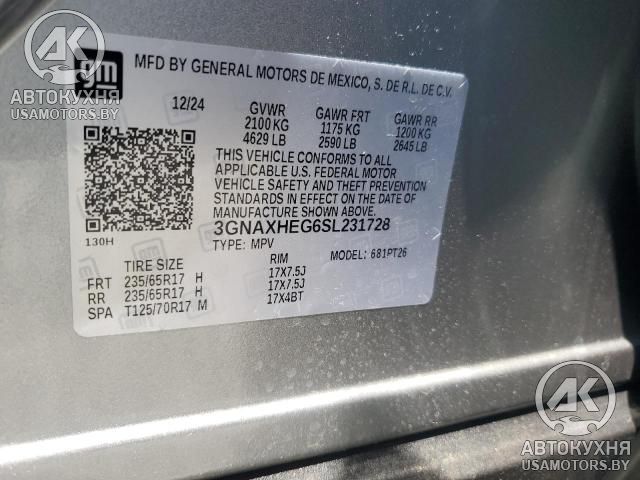 gm
MFD BY GENERAL MOTORS DE MEXICO, S. DE R.L. DE C.V.
12/24 GVWR GAWR FRT GAWR RR
2100 KG 1175 KG 1200 KG
4629 LB 2590 LB 2645 LB
THIS VEHICLE CONFORMS TO ALL
APPLICABLE U.S. FEDERAL MOTOR
VEHICLE SAFETY AND THEFT PREVENTION
STANDARDS IN EFFECT ON THE DATE OF
MANUFACTURE SHOWN ABOVE.
3GNAXHEG6SL231728
130H
TYPE: MPV MODEL: 681PT26
TIRE SIZE RIM
FRT 235/65R17 H 17X7.5J
RR 235/65R17 H 17X7.5J
SPA T125/70R17 M 17X4BT
АК
АВТОКУХНЯ
USAMOTORS.BY
АК
АВТОКУХНЯ
USAMOTORS.BY